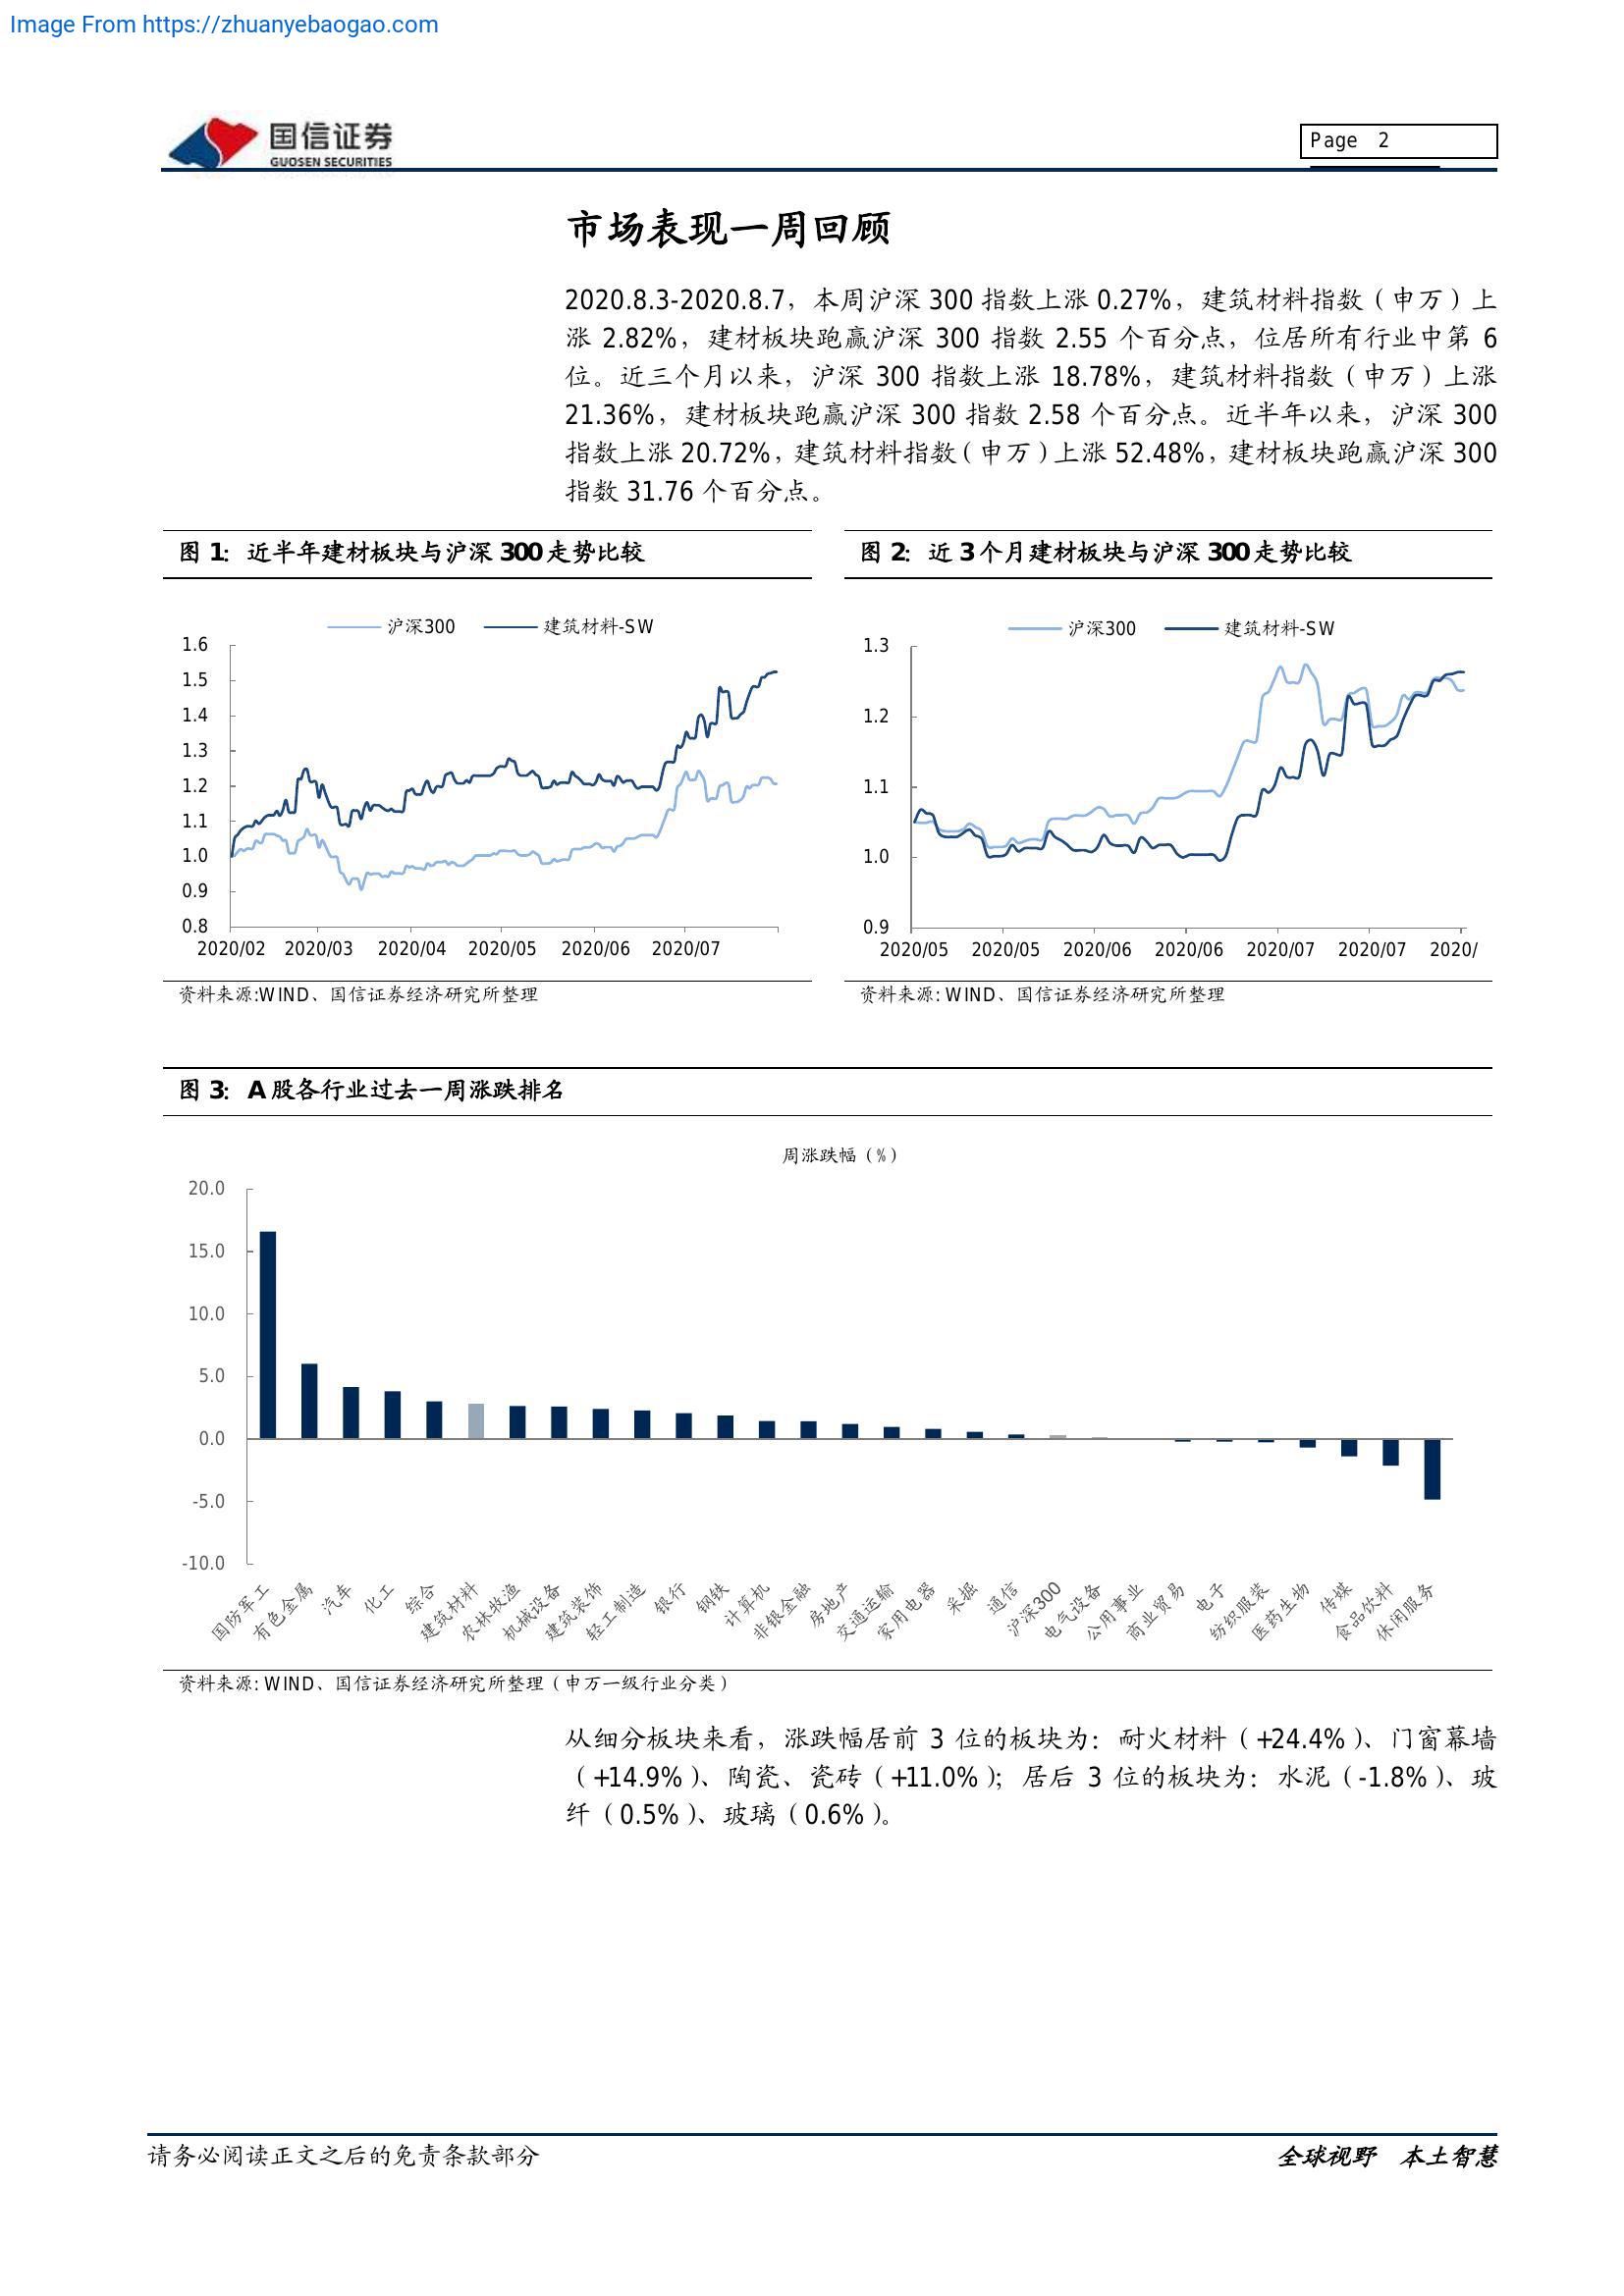 Image From https://zhuanyebaogao.com
国信证券
GUOSEN SECURITIES
Page 2
市场表现一周回顾
2020.8.3-2020.8.7，本周沪深 300 指数上涨 0.27%，建筑材料指数（申万）上
涨 2.82%，建材板块跑赢沪深 300 指数 2.55 个百分点，位居所有行业中第 6
位。近三个月以来，沪深 300 指数上涨 18.78%，建筑材料指数（申万）上涨
21.36%，建材板块跑赢沪深 300 指数 2.58 个百分点。近半年以来，沪深 300
指数上涨 20.72%，建筑材料指数（申万）上涨 52.48%，建材板块跑赢沪深 300
指数 31.76 个百分点。
图 1：近半年建材板块与沪深 300 走势比较
沪深300 建筑材料-SW
1.6
1.5
1.4
1.3
1.2
1.1
1.0
0.9
0.8
2020/02 2020/03 2020/04 2020/05 2020/06 2020/07
资料来源:WIND、国信证券经济研究所整理
图 2：近 3 个月建材板块与沪深 300 走势比较
沪深300 建筑材料-SW
1.3
1.2
1.1
1.0
0.9
2020/05 2020/05 2020/06 2020/06 2020/07 2020/07 2020/
资料来源: WIND、国信证券经济研究所整理
图 3：A 股各行业过去一周涨跌排名
周涨跌幅（%）
20.0
15.0
10.0
5.0
0.0
-5.0
-10.0
国防军工 有色金属 汽车 化工 综合 建筑材料 农林牧渔 机械设备 建筑装饰 轻工制造 银行 钢铁 计算机 非银金融 房地产 交通运输 家用电器 采掘 通信 沪深300 电气设备 公用事业 商业贸易 电子 纺织服装 医药生物 传媒 食品饮料 休闲服务
资料来源: WIND、国信证券经济研究所整理（申万一级行业分类）
从细分板块来看，涨跌幅居前 3 位的板块为：耐火材料（+24.4%）、门窗幕墙
（+14.9%）、陶瓷、瓷砖（+11.0%）；居后 3 位的板块为：水泥（-1.8%）、玻
纤（0.5%）、玻璃（0.6%）。
请务必阅读正文之后的免责条款部分
全球视野 本土智慧